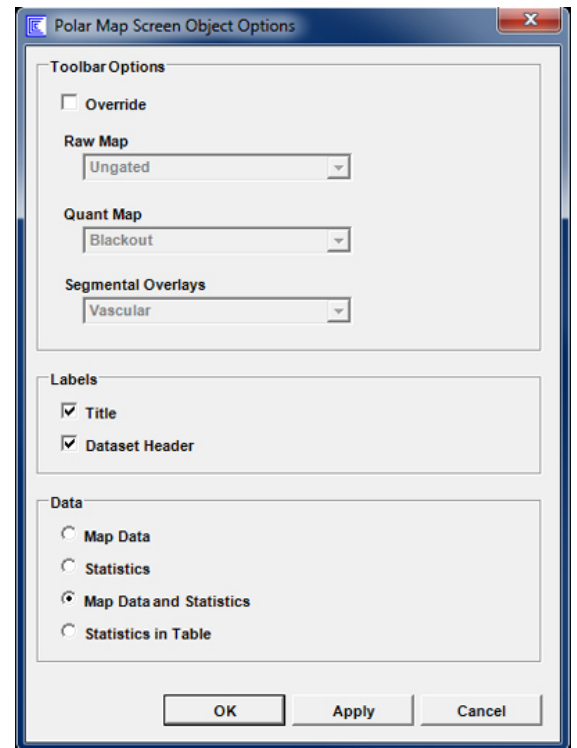 Polar Map Screen Object Options
Toolbar Options
Override
Raw Map
Ungated
Quant Map
Blackout
Segmental Overlays
Vascular
Labels
Title
Dataset Header
Data
Map Data
Statistics
Map Data and Statistics
Statistics in Table
OK Apply Cancel